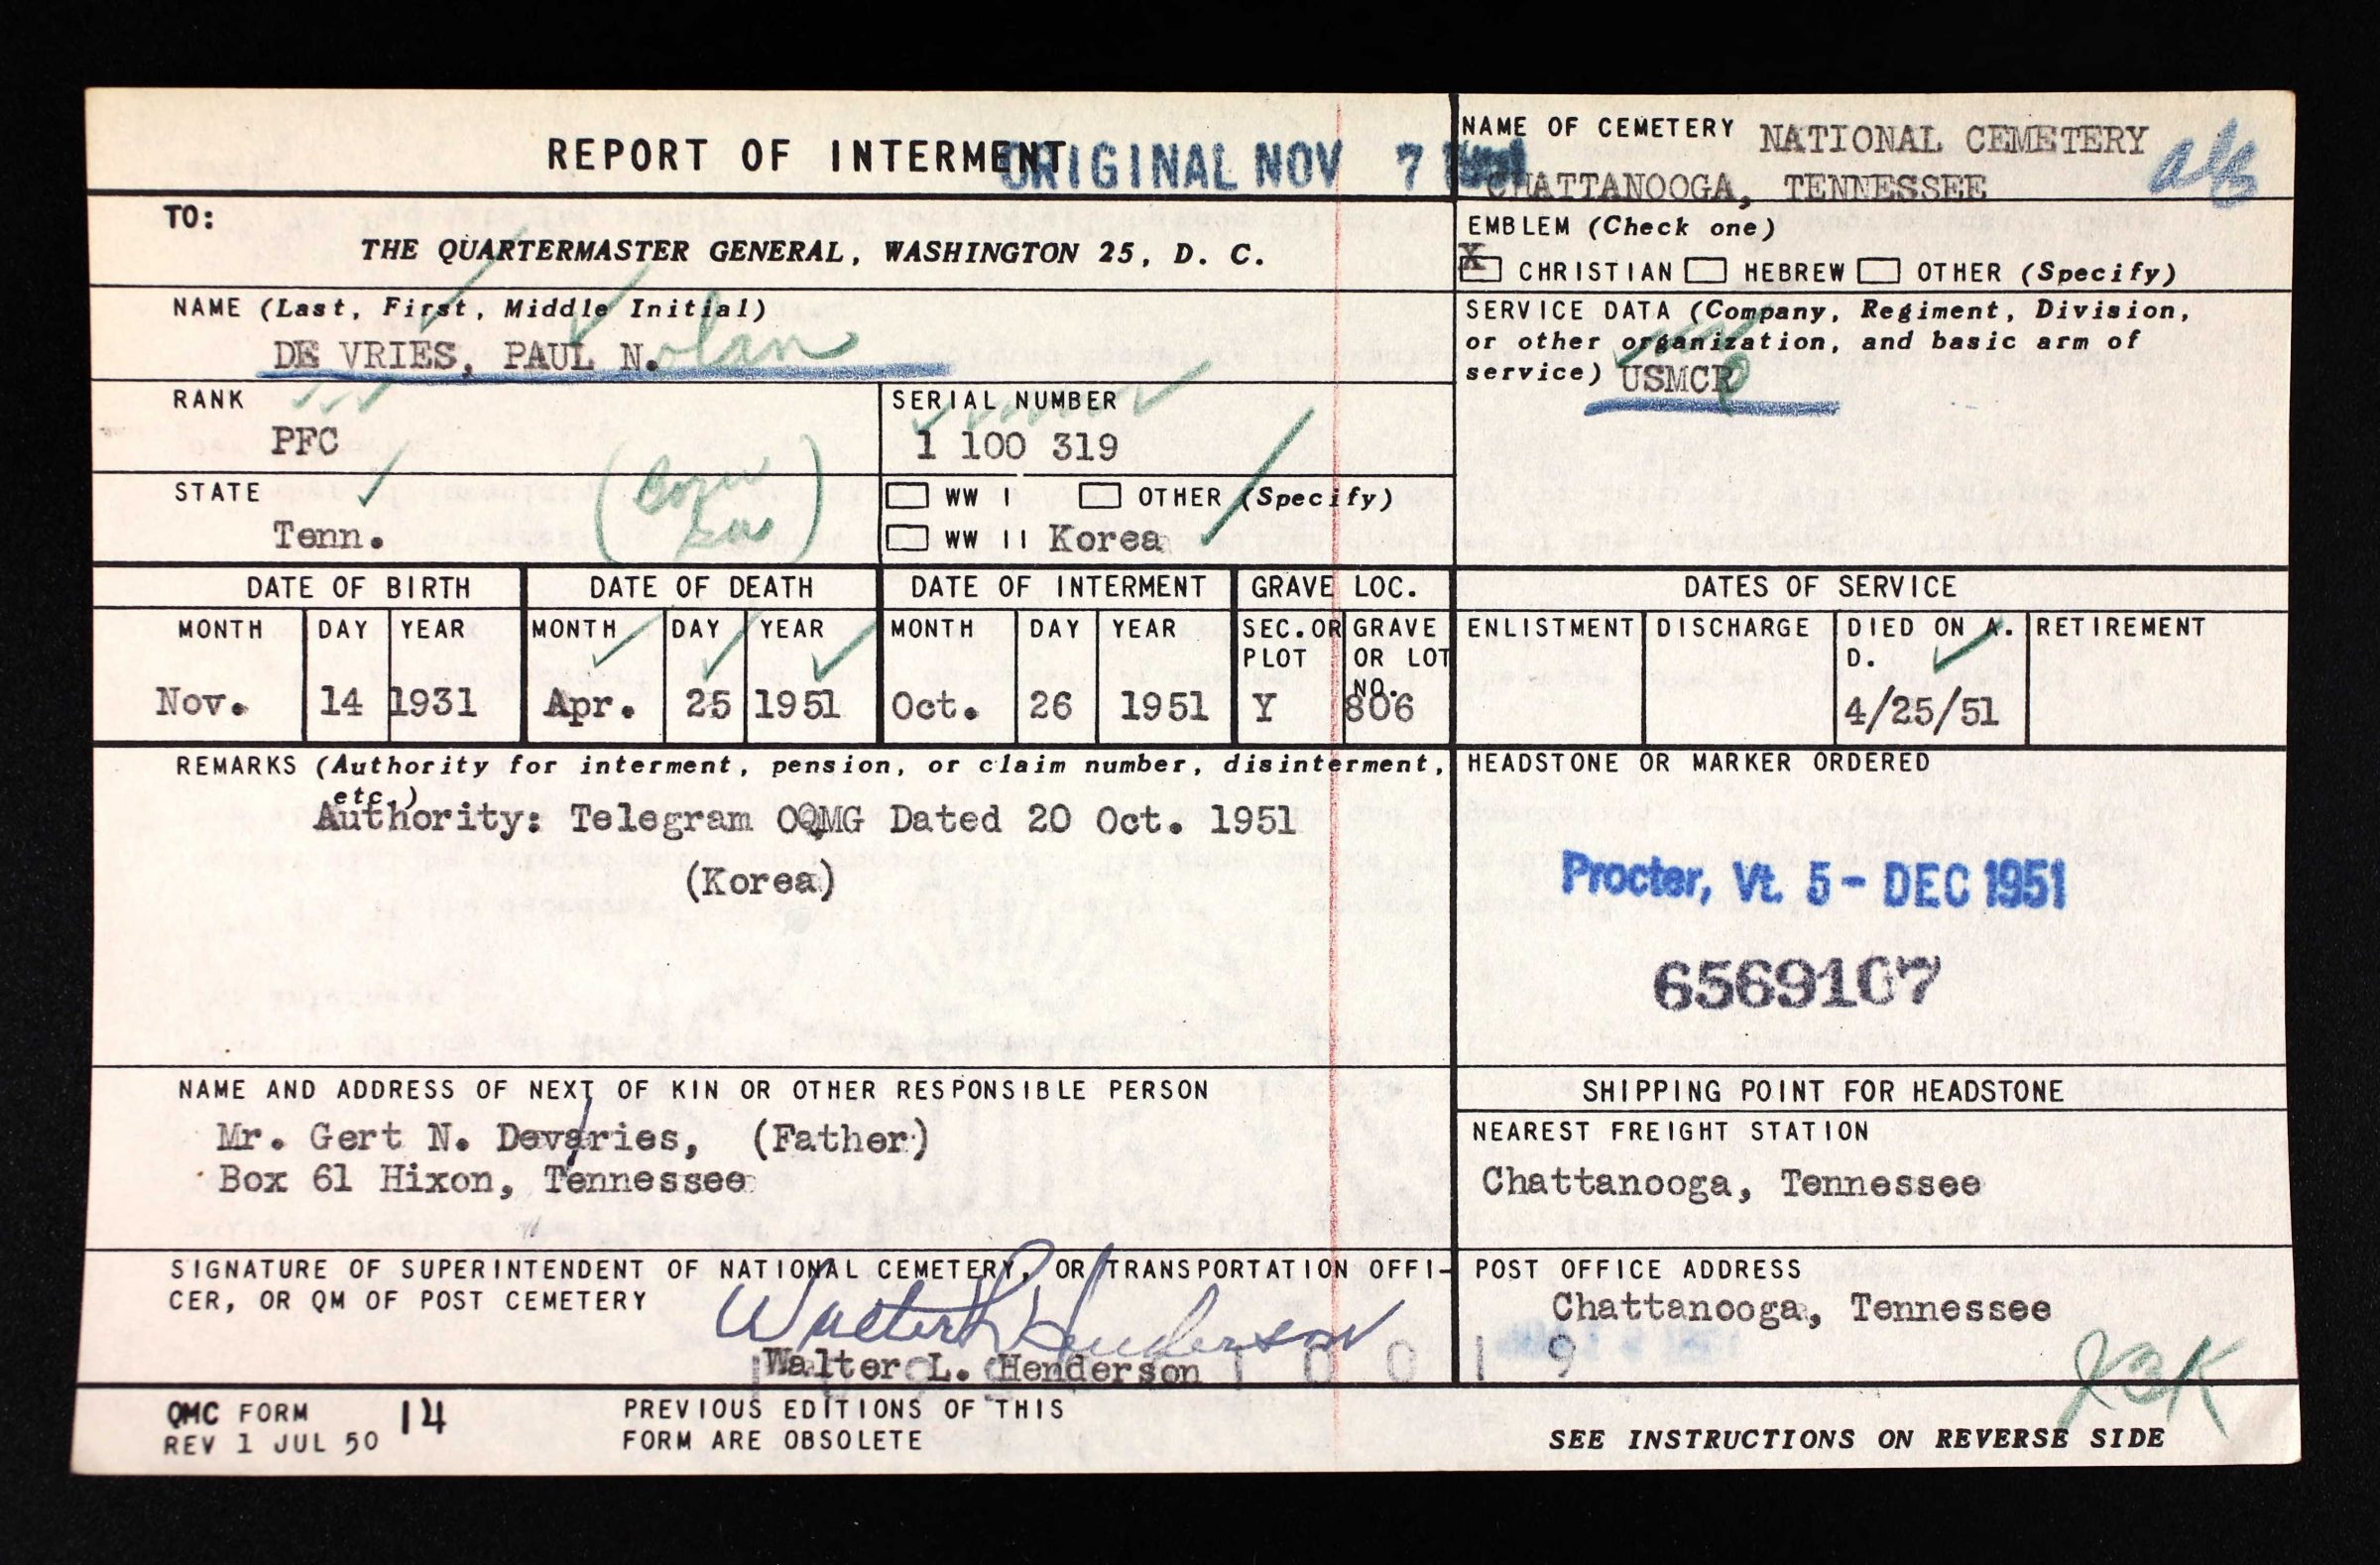 REPORT OF INTERMENT
ORIGINAL NOV 7
NAME OF CEMETERY NATIONAL CEMETERY
CHATTANOOGA, TENNESSEE
TO:
THE QUARTERMASTER GENERAL, WASHINGTON 25, D. C.
EMBLEM (Check one)
X CHRISTIAN HEBREW OTHER (Specify)
NAME (Last, First, Middle Initial)
DE VRIES, PAUL N.olan
SERVICE DATA (Company, Regiment, Division,
or other organization, and basic arm of
service) USMCR
RANK
PFC
SERIAL NUMBER
1 100 319
STATE
Tenn.
WW I OTHER (Specify)
WW II Korea
DATE OF BIRTH DATE OF DEATH DATE OF INTERMENT GRAVE LOC. DATES OF SERVICE
MONTH DAY YEAR MONTH DAY YEAR MONTH DAY YEAR SEC.OR PLOT GRAVE OR LOT NO. ENLISTMENT DISCHARGE DIED ON A. D. RETIREMENT
Nov. 14 1931 Apr. 25 1951 Oct. 26 1951 Y 806 4/25/51
REMARKS (Authority for interment, pension, or claim number, disinterment,
etc.)
Authority: Telegram OQMG Dated 20 Oct. 1951
(Korea)
HEADSTONE OR MARKER ORDERED
Procter, Vt. 5 - DEC 1951
6569107
NAME AND ADDRESS OF NEXT OF KIN OR OTHER RESPONSIBLE PERSON
Mr. Gert N. Devaries, (Father)
Box 61 Hixon, Tennessee
SHIPPING POINT FOR HEADSTONE
NEAREST FREIGHT STATION
Chattanooga, Tennessee
SIGNATURE OF SUPERINTENDENT OF NATIONAL CEMETERY, OR TRANSPORTATION OFFI-
CER, OR QM OF POST CEMETERY
Walter L Henderson
Walter L. Henderson
POST OFFICE ADDRESS
Chattanooga, Tennessee
1 0 0 1 9
QMC FORM 14
REV 1 JUL 50
PREVIOUS EDITIONS OF THIS
FORM ARE OBSOLETE
SEE INSTRUCTIONS ON REVERSE SIDE